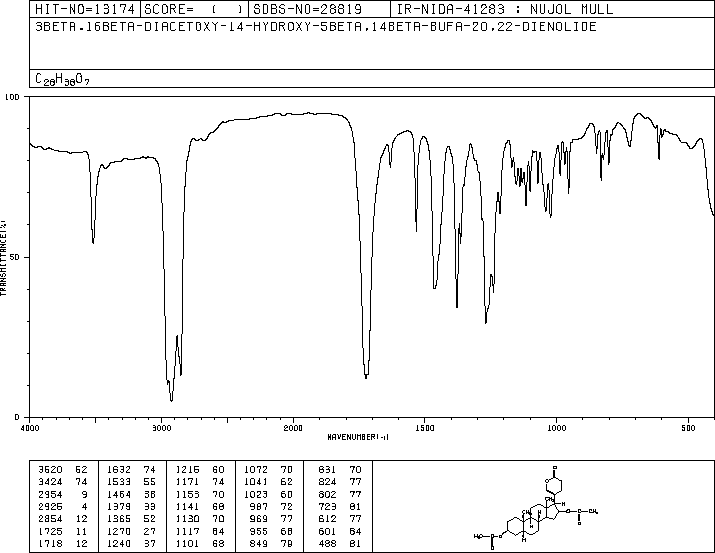 HIT-NO=13174 SCORE= ( ) SDBS-NO=28819 IR-NIDA-41283 : NUJOL MULL
3BETA,16BETA-DIACETOXY-14-HYDROXY-5BETA,14BETA-BUFA-20,22-DIENOLIDE
C28H38O7
100
50
0
TRANSMITTANCE(%)
4000 3000 2000 1500 1000 500
WAVENUMBER(-1)
3520 52 1632 74 1216 60 1072 70 831 70
3424 74 1533 55 1171 74 1041 62 824 77
2954 9 1464 38 1153 70 1023 60 802 77
2925 4 1379 33 1141 68 987 72 723 81
2854 12 1365 52 1130 70 969 77 612 77
1725 11 1270 27 1117 64 955 68 601 84
1718 12 1240 37 1101 68 849 79 488 81